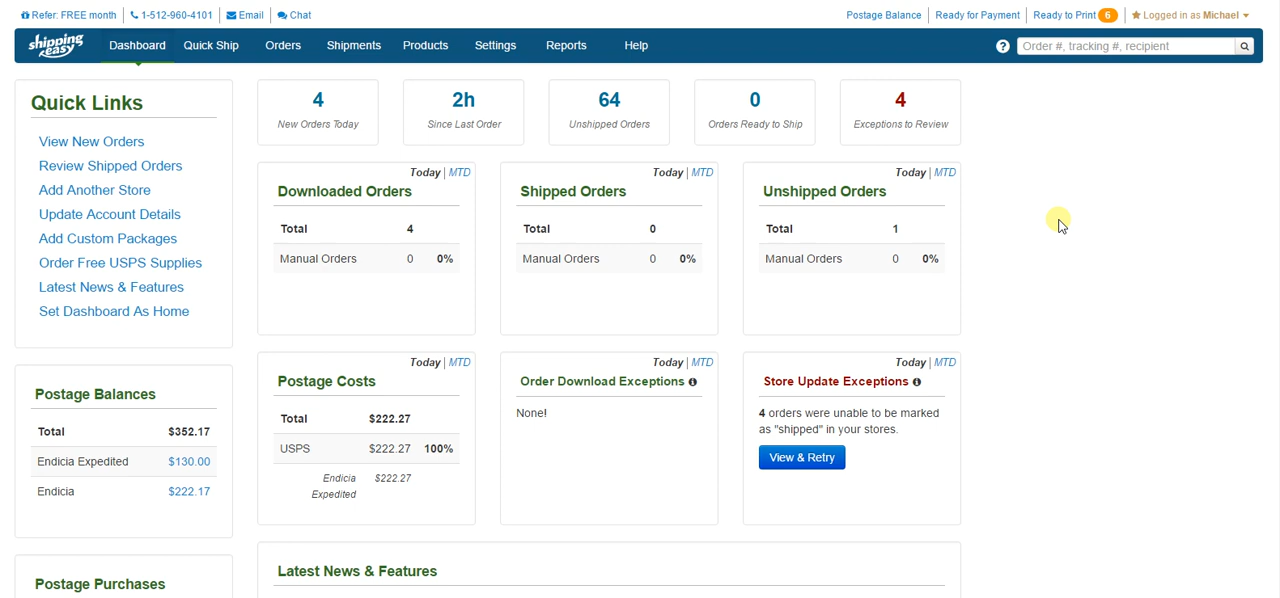 Refer: FREE month 1-512-960-4101 Email Chat Postage Balance Ready for Payment Ready to Print 6 Logged in as Michael
shipping easy Dashboard Quick Ship Orders Shipments Products Settings Reports Help ? Order #, tracking #, recipient
Quick Links
View New Orders
Review Shipped Orders
Add Another Store
Update Account Details
Add Custom Packages
Order Free USPS Supplies
Latest News & Features
Set Dashboard As Home
Postage Balances
Total $352.17
Endicia Expedited $130.00
Endicia $222.17
Postage Purchases
4
New Orders Today
2h
Since Last Order
64
Unshipped Orders
0
Orders Ready to Ship
4
Exceptions to Review
Today | MTD
Downloaded Orders
Total 4
Manual Orders 0 0%
Today | MTD
Shipped Orders
Total 0
Manual Orders 0 0%
Today | MTD
Unshipped Orders
Total 1
Manual Orders 0 0%
Today | MTD
Postage Costs
Total $222.27
USPS $222.27 100%
Endicia $222.27
Expedited
Today | MTD
Order Download Exceptions
None!
Today | MTD
Store Update Exceptions
4 orders were unable to be marked
as "shipped" in your stores.
View & Retry
Latest News & Features